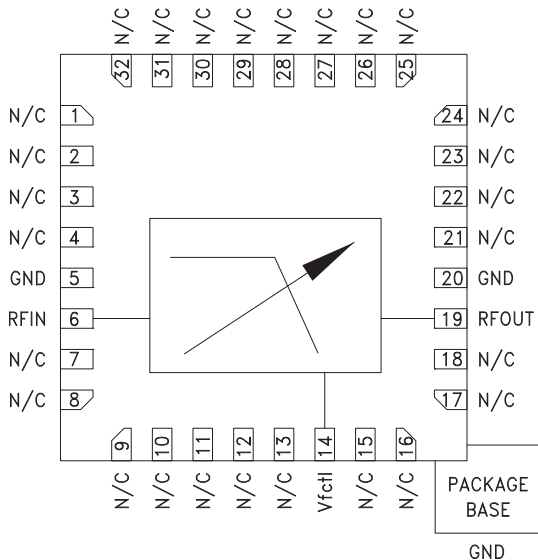 N/C N/C N/C N/C N/C N/C N/C N/C
32 31 30 29 28 27 26 25
N/C 1 24 N/C
N/C 2 23 N/C
N/C 3 22 N/C
N/C 4 21 N/C
GND 5 20 GND
RFIN 6 19 RFOUT
N/C 7 18 N/C
N/C 8 17 N/C
9 10 11 12 13 14 15 16
N/C N/C N/C N/C N/C Vfctl N/C N/C
PACKAGE
BASE
GND